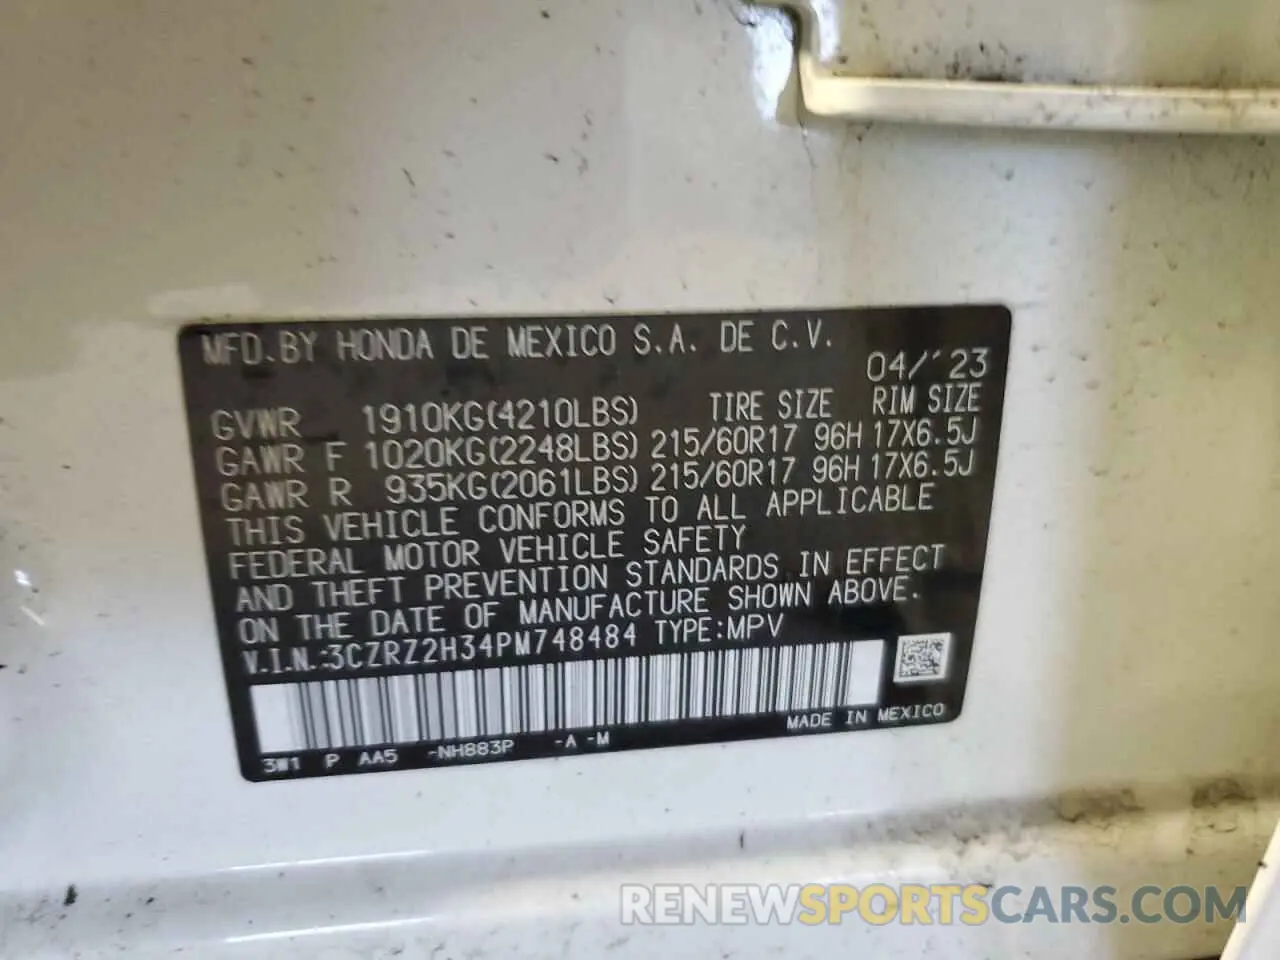 MFD.BY HONDA DE MEXICO S.A. DE C.V.
04/'23
GVWR 1910KG(4210LBS) TIRE SIZE RIM SIZE
GAWR F 1020KG(2248LBS) 215/60R17 96H 17X6.5J
GAWR R 935KG(2061LBS) 215/60R17 96H 17X6.5J
THIS VEHICLE CONFORMS TO ALL APPLICABLE
FEDERAL MOTOR VEHICLE SAFETY
AND THEFT PREVENTION STANDARDS IN EFFECT
ON THE DATE OF MANUFACTURE SHOWN ABOVE.
V.I.N.:3CZRZ2H34PM748484 TYPE:MPV
MADE IN MEXICO
3W1 P AA5 -NH883P -A -M
RENEWSPORTSCARS.COM